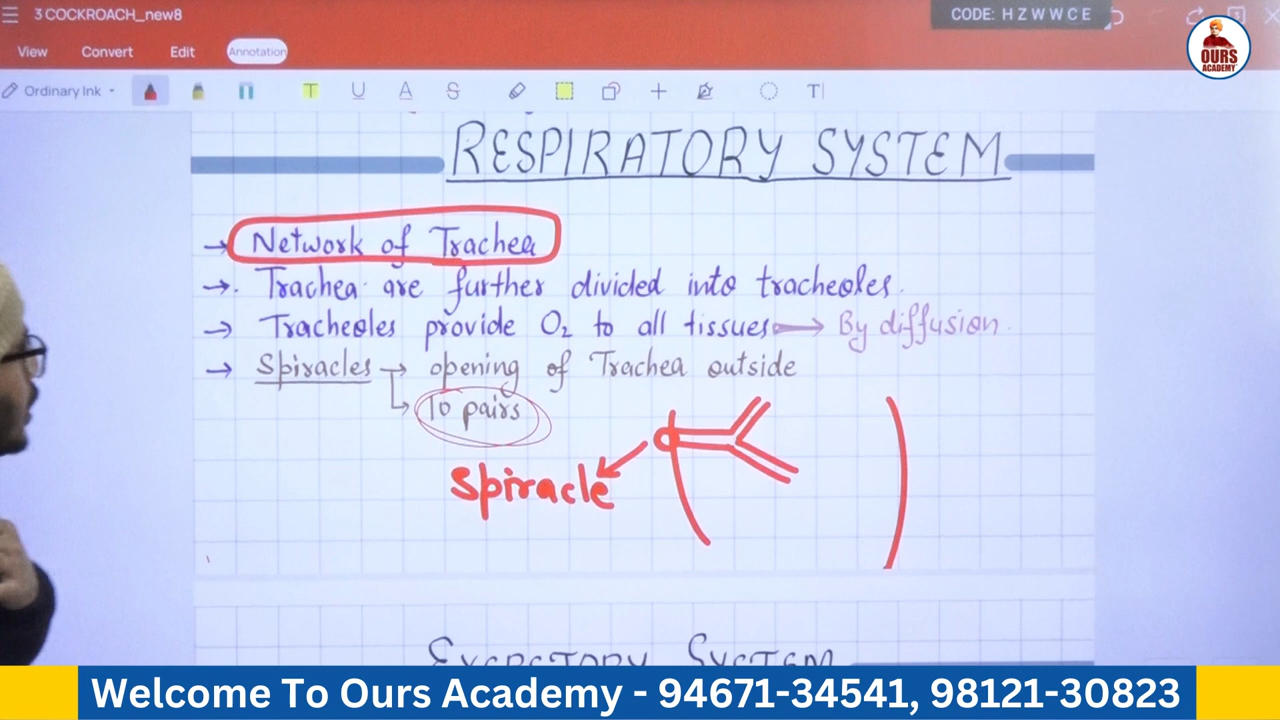 3 COCKROACH_new8
CODE: H Z W W C E
View Convert Edit Annotation
OURS
ACADEMY
Ordinary Ink
RESPIRATORY SYSTEM
→ Network of Trachea
→ Trachea are further divided into tracheoles.
→ Tracheoles provide O₂ to all tissues → By diffusion.
→ Spiracles → opening of Trachea outside
↳ 10 pairs
Spiracle
EXCRETORY SYSTEM
Welcome To Ours Academy - 94671-34541, 98121-30823